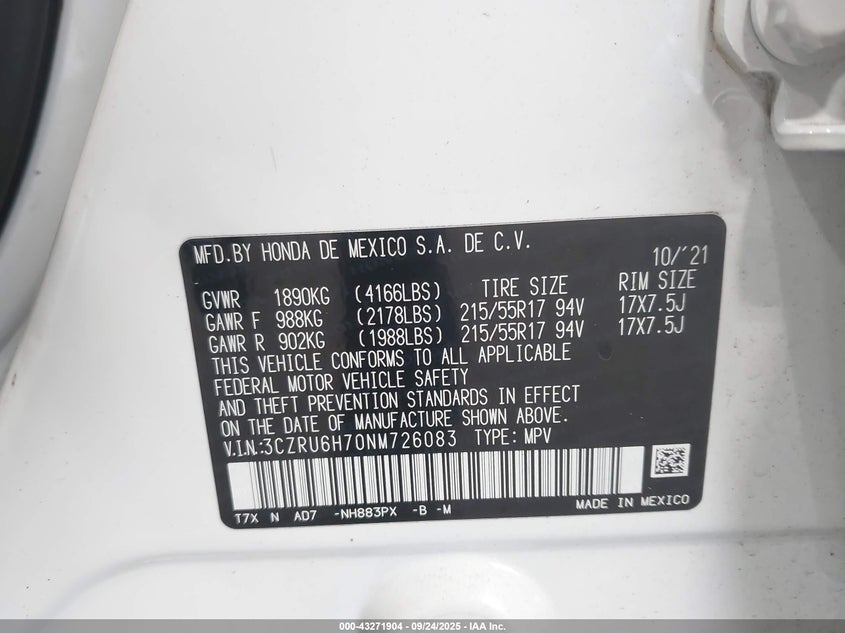 MFD.BY HONDA DE MEXICO S.A. DE C.V. 10/'21
GVWR 1890KG (4166LBS) TIRE SIZE RIM SIZE
GAWR F 988KG (2178LBS) 215/55R17 94V 17X7.5J
GAWR R 902KG (1988LBS) 215/55R17 94V 17X7.5J
THIS VEHICLE CONFORMS TO ALL APPLICABLE
FEDERAL MOTOR VEHICLE SAFETY
AND THEFT PREVENTION STANDARDS IN EFFECT
ON THE DATE OF MANUFACTURE SHOWN ABOVE.
V.I.N.:3CZRU6H70NM726083 TYPE: MPV
T7X N AD7 -NH883PX -B -M MADE IN MEXICO
000-43271904 - 09/24/2025 - IAA Inc.